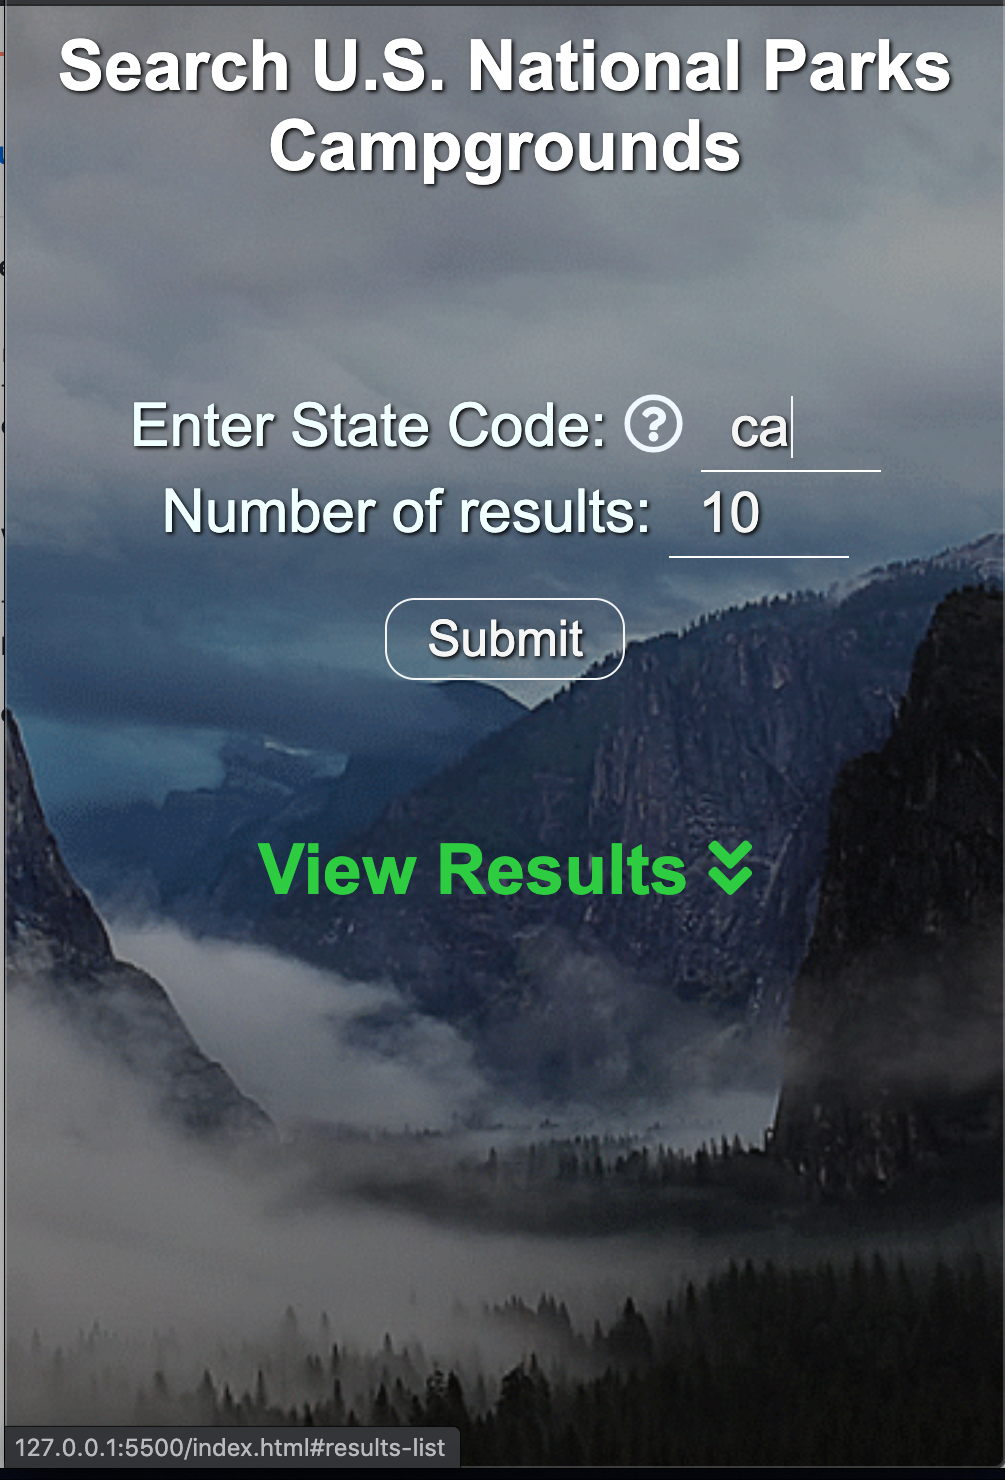 Search U.S. National Parks
Campgrounds
Enter State Code: ? ca
Number of results: 10
Submit
View Results
127.0.0.1:5500/index.html#results-list